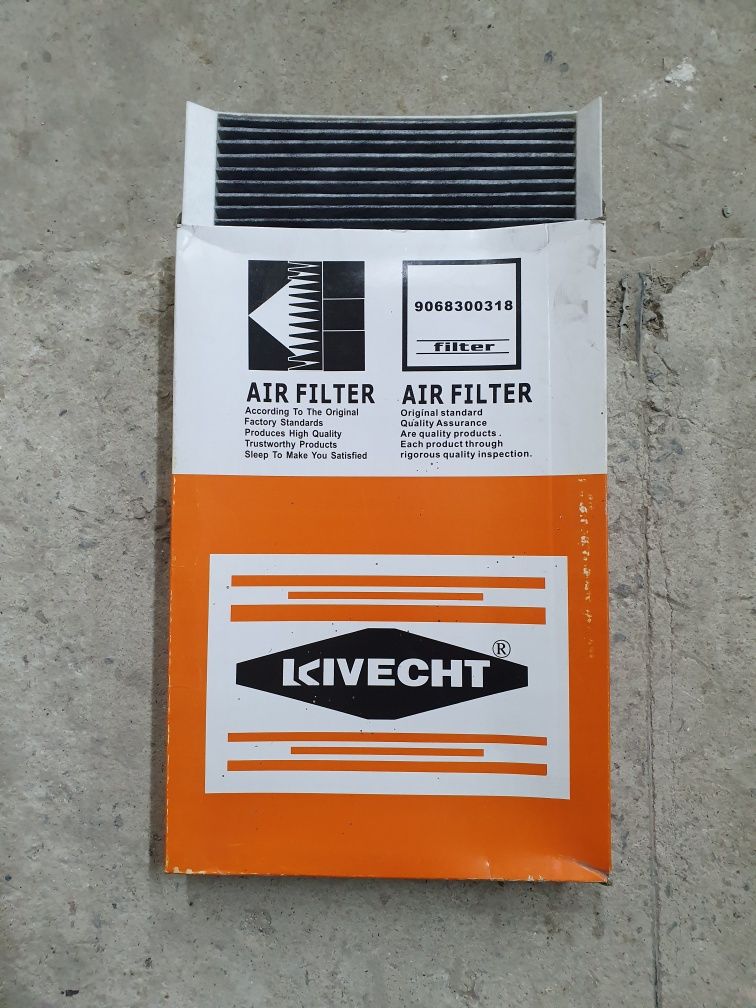 9068300318
filter
AIR FILTER
According To The Original
Factory Standards
Produces High Quality
Trustworthy Products
Sleep To Make You Satisfied
AIR FILTER
Original standard
Quality Assurance
Are quality products .
Each product through
rigorous quality inspection.
KIVECHT ®